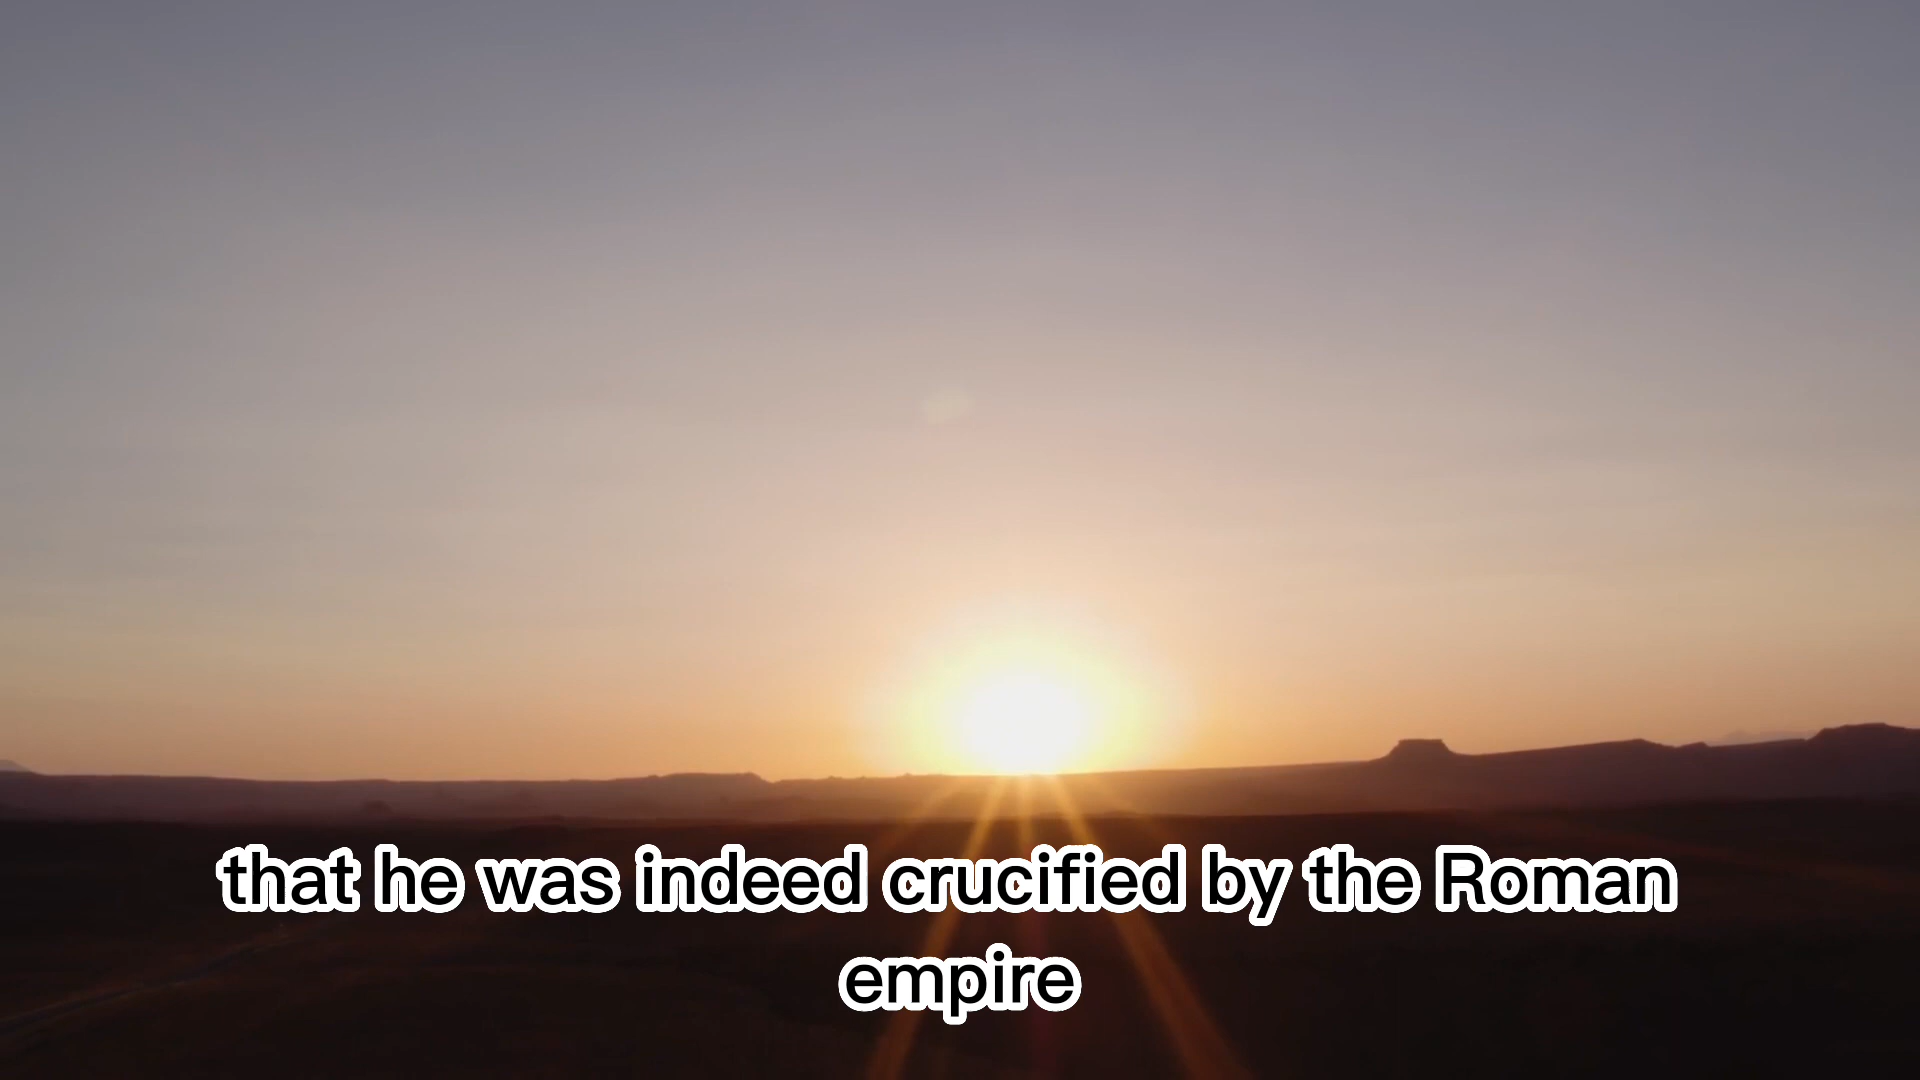 that he was indeed crucified by the Roman
empire